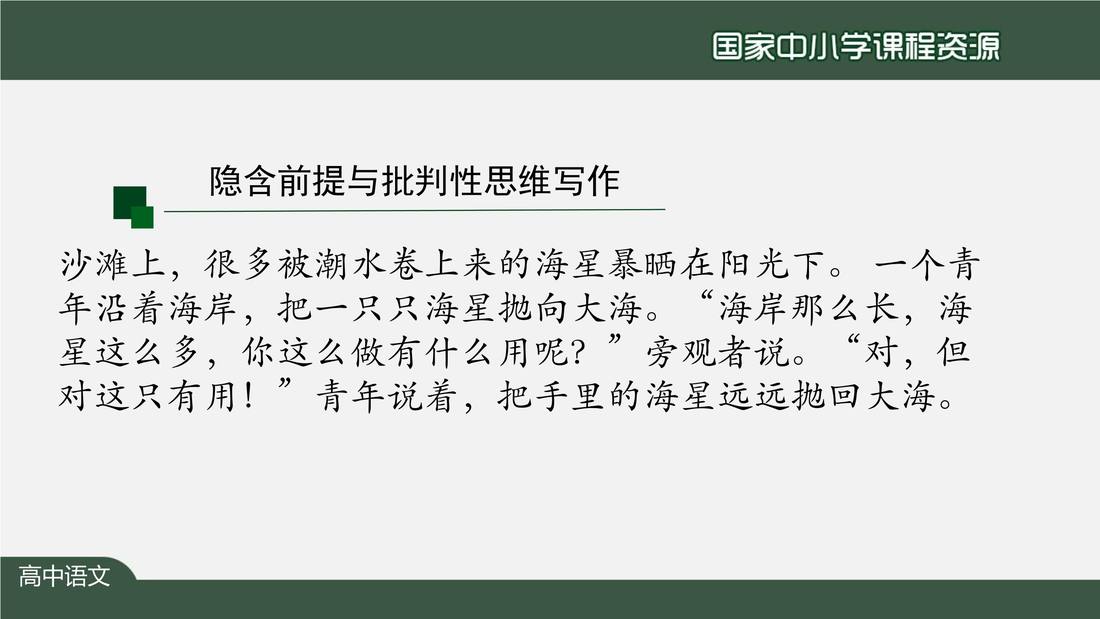 国家中小学课程资源
隐含前提与批判性思维写作
沙滩上，很多被潮水卷上来的海星暴晒在阳光下。 一个青
年沿着海岸，把一只只海星抛向大海。“海岸那么长，海
星这么多，你这么做有什么用呢？”旁观者说。“对，但
对这只有用！”青年说着，把手里的海星远远抛回大海。
高中语文